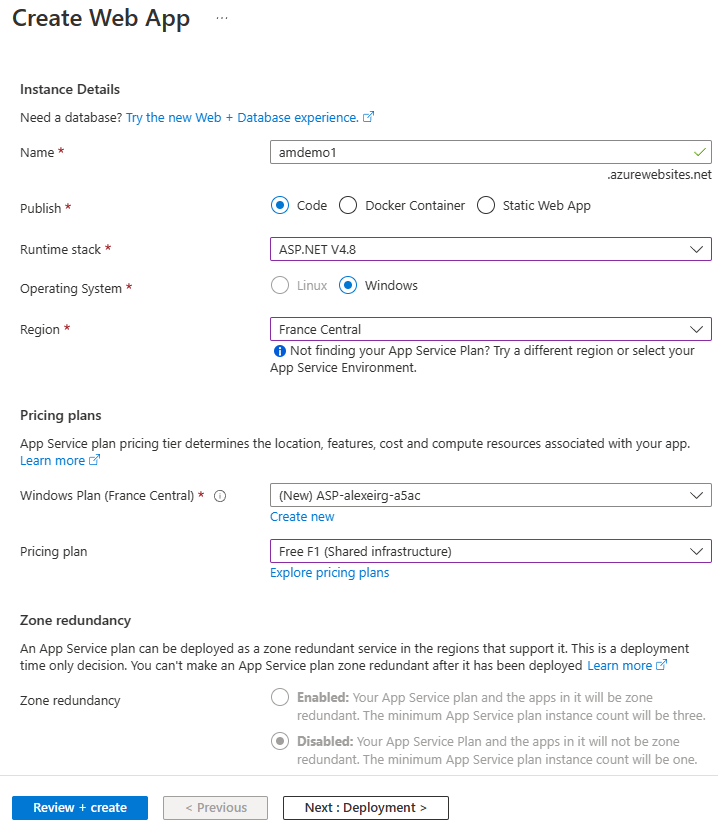 Create Web App ...
Instance Details
Need a database? Try the new Web + Database experience.
Name *
amdemo1
.azurewebsites.net
Publish *
Code Docker Container Static Web App
Runtime stack *
ASP.NET V4.8
Operating System *
Linux Windows
Region *
France Central
Not finding your App Service Plan? Try a different region or select your
App Service Environment.
Pricing plans
App Service plan pricing tier determines the location, features, cost and compute resources associated with your app.
Learn more
Windows Plan (France Central) *
(New) ASP-alexeirg-a5ac
Create new
Pricing plan
Free F1 (Shared infrastructure)
Explore pricing plans
Zone redundancy
An App Service plan can be deployed as a zone redundant service in the regions that support it. This is a deployment
time only decision. You can't make an App Service plan zone redundant after it has been deployed Learn more
Zone redundancy
Enabled: Your App Service plan and the apps in it will be zone
redundant. The minimum App Service plan instance count will be three.
Disabled: Your App Service Plan and the apps in it will not be zone
redundant. The minimum App Service plan instance count will be one.
Review + create
< Previous
Next : Deployment >